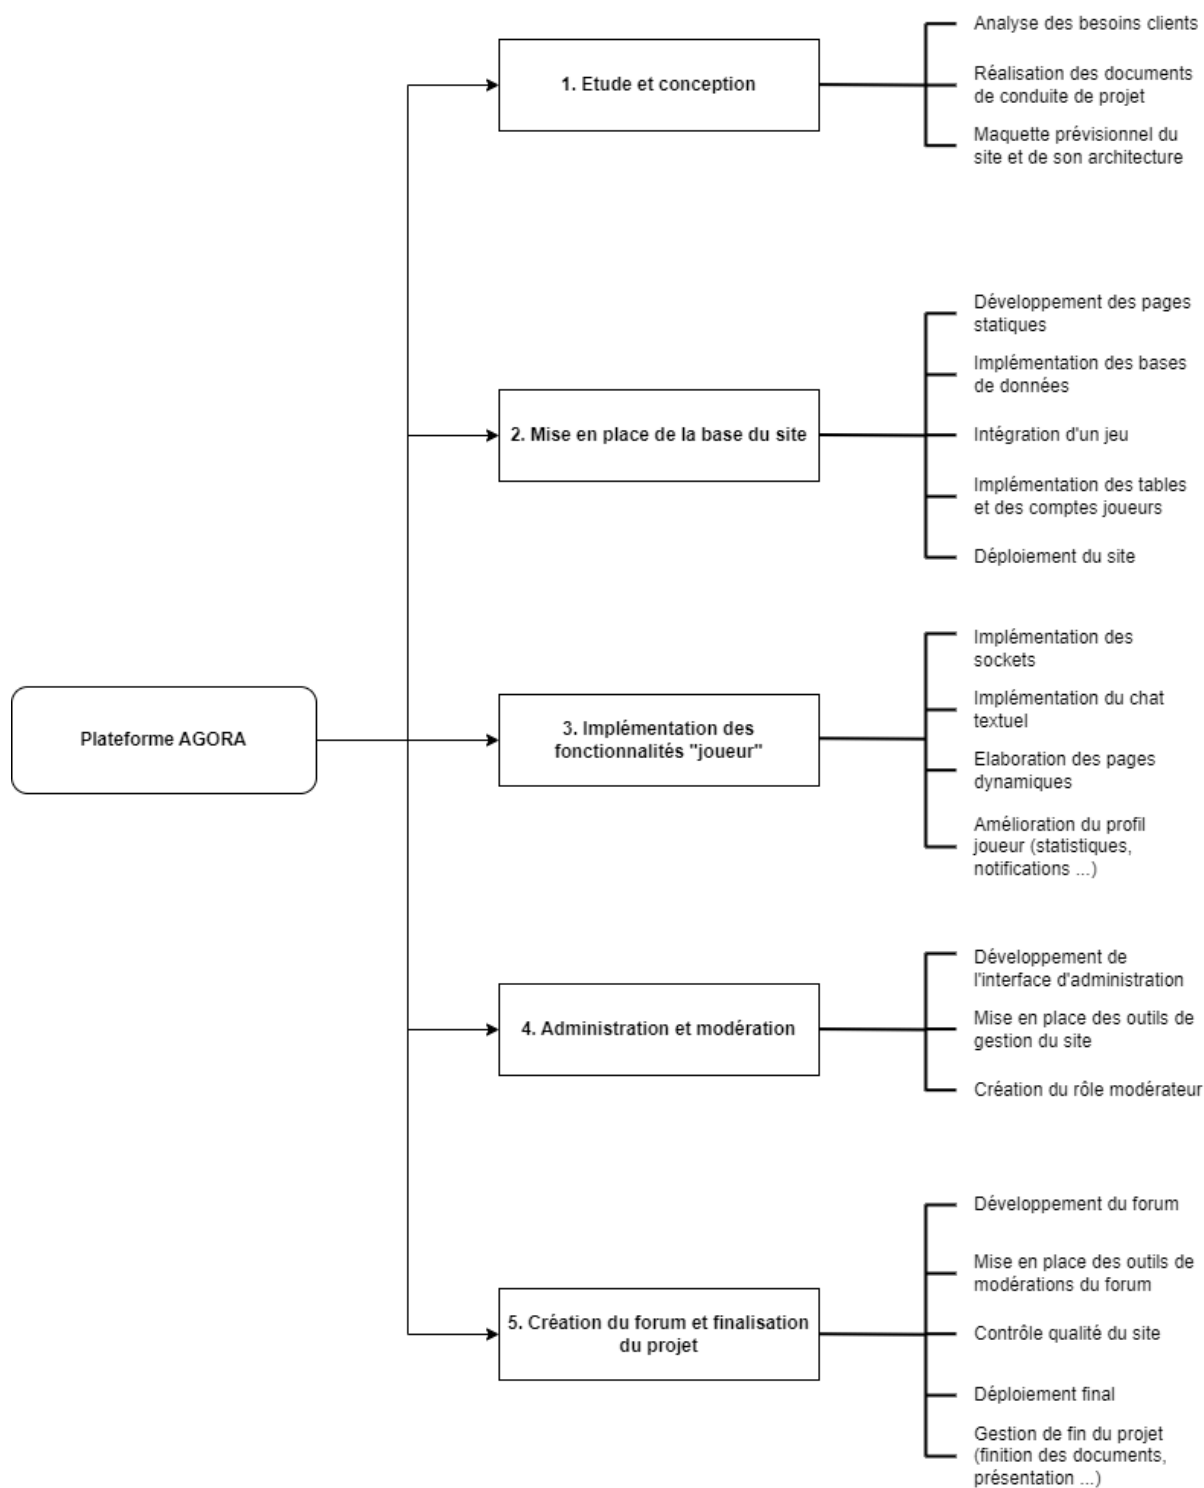 Plateforme AGORA
1. Etude et conception
Analyse des besoins clients
Réalisation des documents
de conduite de projet
Maquette prévisionnel du
site et de son architecture
2. Mise en place de la base du site
Développement des pages
statiques
Implémentation des bases
de données
Intégration d'un jeu
Implémentation des tables
et des comptes joueurs
Déploiement du site
3. Implémentation des
fonctionnalités "joueur"
Implémentation des
sockets
Implémentation du chat
textuel
Elaboration des pages
dynamiques
Amélioration du profil
joueur (statistiques,
notifications ...)
4. Administration et modération
Développement de
l'interface d'administration
Mise en place des outils de
gestion du site
Création du rôle modérateur
5. Création du forum et finalisation
du projet
Développement du forum
Mise en place des outils de
modérations du forum
Contrôle qualité du site
Déploiement final
Gestion de fin du projet
(finition des documents,
présentation ...)